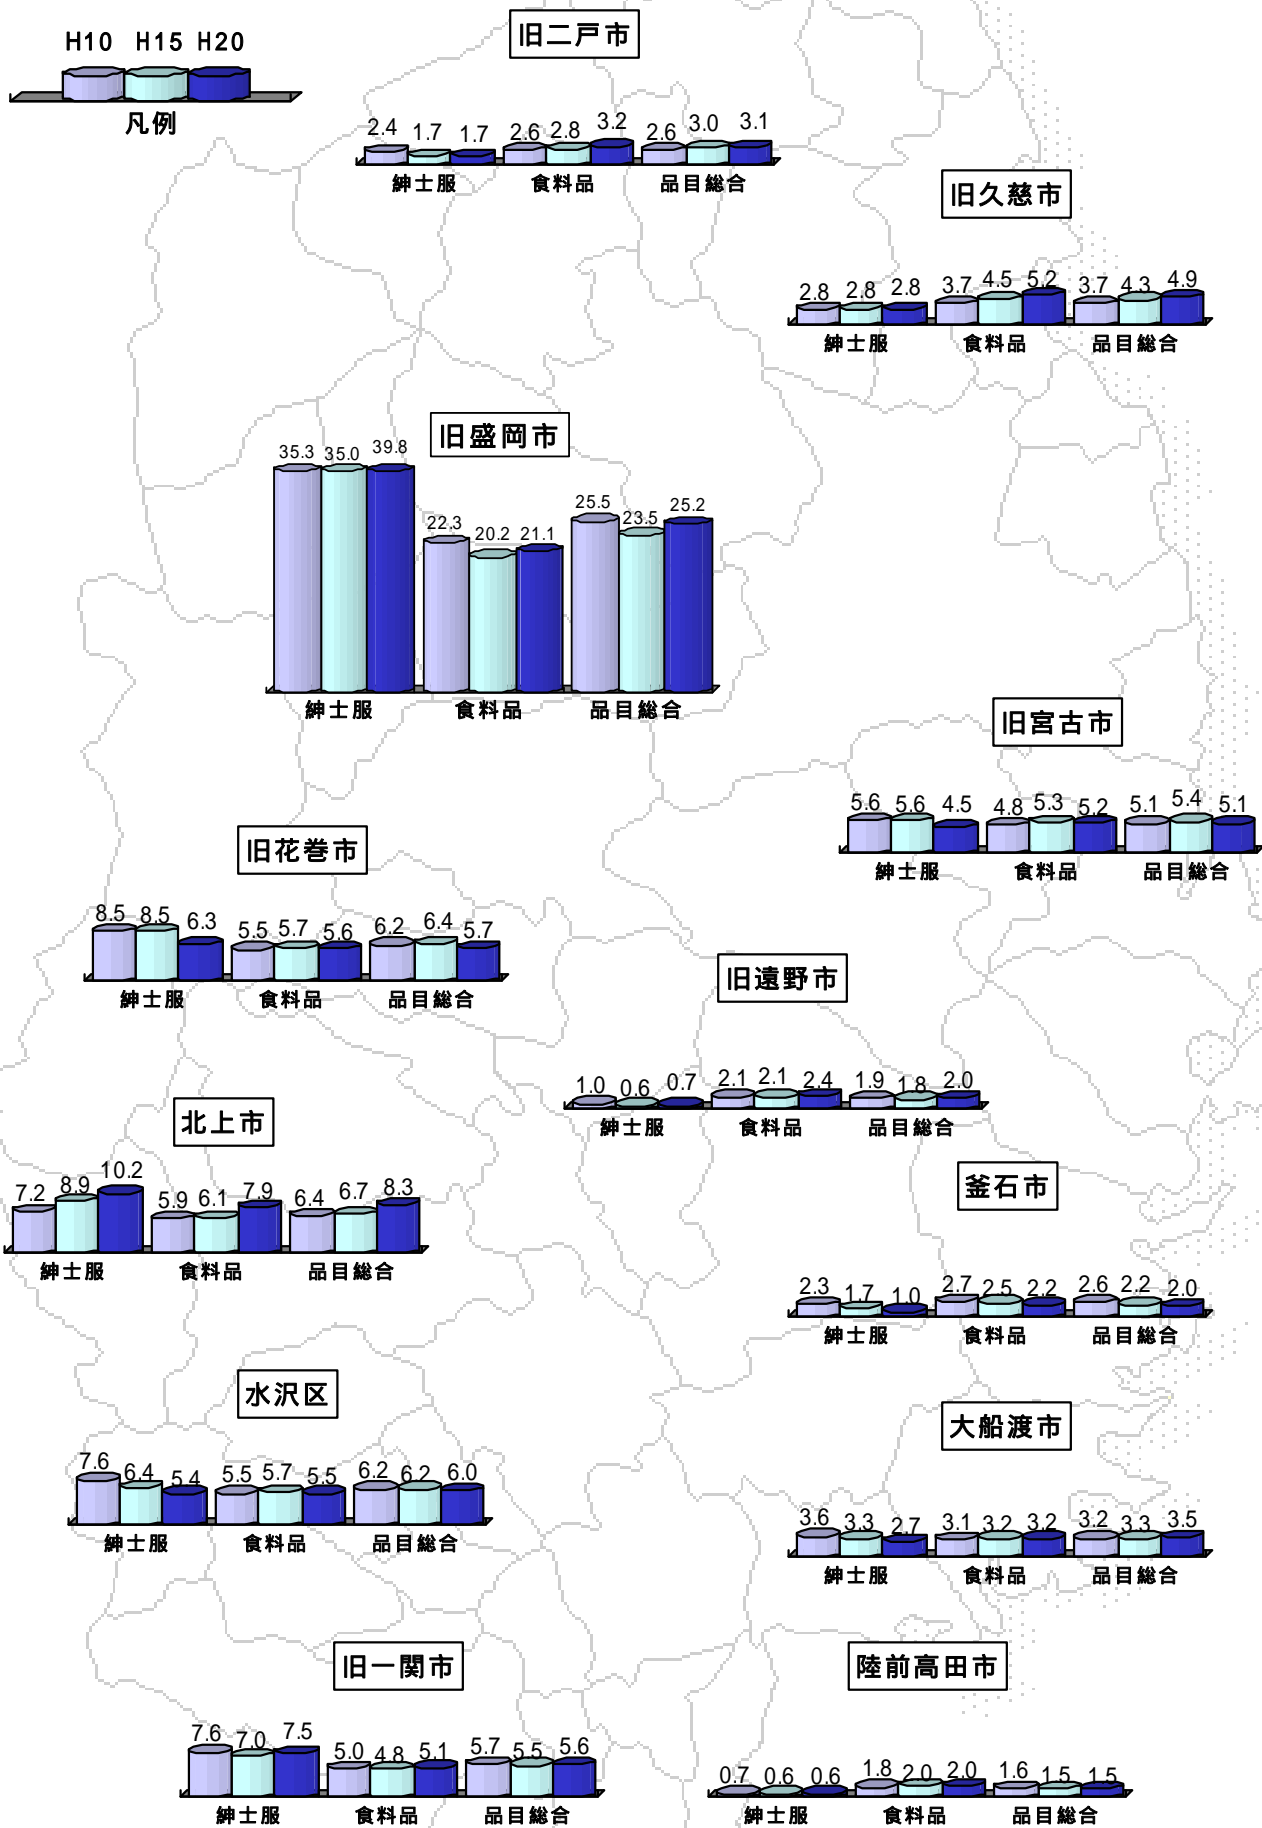 H10 H15 H20
凡例
旧二戸市
2.4 1.7 1.7 2.6 2.8 3.2 2.6 3.0 3.1
紳士服 食料品 品目総合
旧久慈市
2.8 2.8 2.8 3.7 4.5 5.2 3.7 4.3 4.9
紳士服 食料品 品目総合
旧盛岡市
35.3 35.0 39.8 22.3 20.2 21.1 25.5 23.5 25.2
紳士服 食料品 品目総合
旧宮古市
5.6 5.6 4.5 4.8 5.3 5.2 5.1 5.4 5.1
紳士服 食料品 品目総合
旧花巻市
8.5 8.5 6.3 5.5 5.7 5.6 6.2 6.4 5.7
紳士服 食料品 品目総合
旧遠野市
1.0 0.6 0.7 2.1 2.1 2.4 1.9 1.8 2.0
紳士服 食料品 品目総合
北上市
7.2 8.9 10.2 5.9 6.1 7.9 6.4 6.7 8.3
紳士服 食料品 品目総合
釜石市
2.3 1.7 1.0 2.7 2.5 2.2 2.6 2.2 2.0
紳士服 食料品 品目総合
水沢区
7.6 6.4 5.4 5.5 5.7 5.5 6.2 6.2 6.0
紳士服 食料品 品目総合
大船渡市
3.6 3.3 2.7 3.1 3.2 3.2 3.2 3.3 3.5
紳士服 食料品 品目総合
旧一関市
7.6 7.0 7.5 5.0 4.8 5.1 5.7 5.5 5.6
紳士服 食料品 品目総合
陸前高田市
0.7 0.6 0.6 1.8 2.0 2.0 1.6 1.5 1.5
紳士服 食料品 品目総合